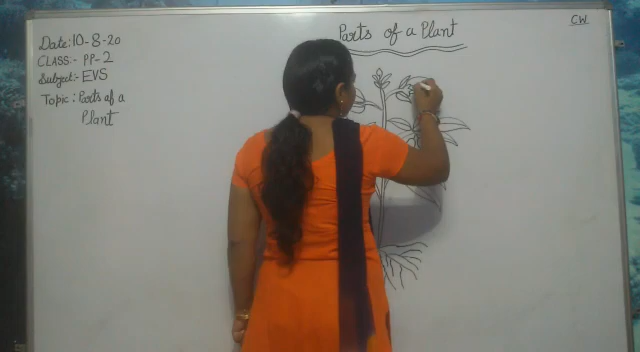 Parts of a Plant
CW
Date:10-8-20
CLASS:- PP-2
Subject:- EVS
Topic: Parts of a
Plant